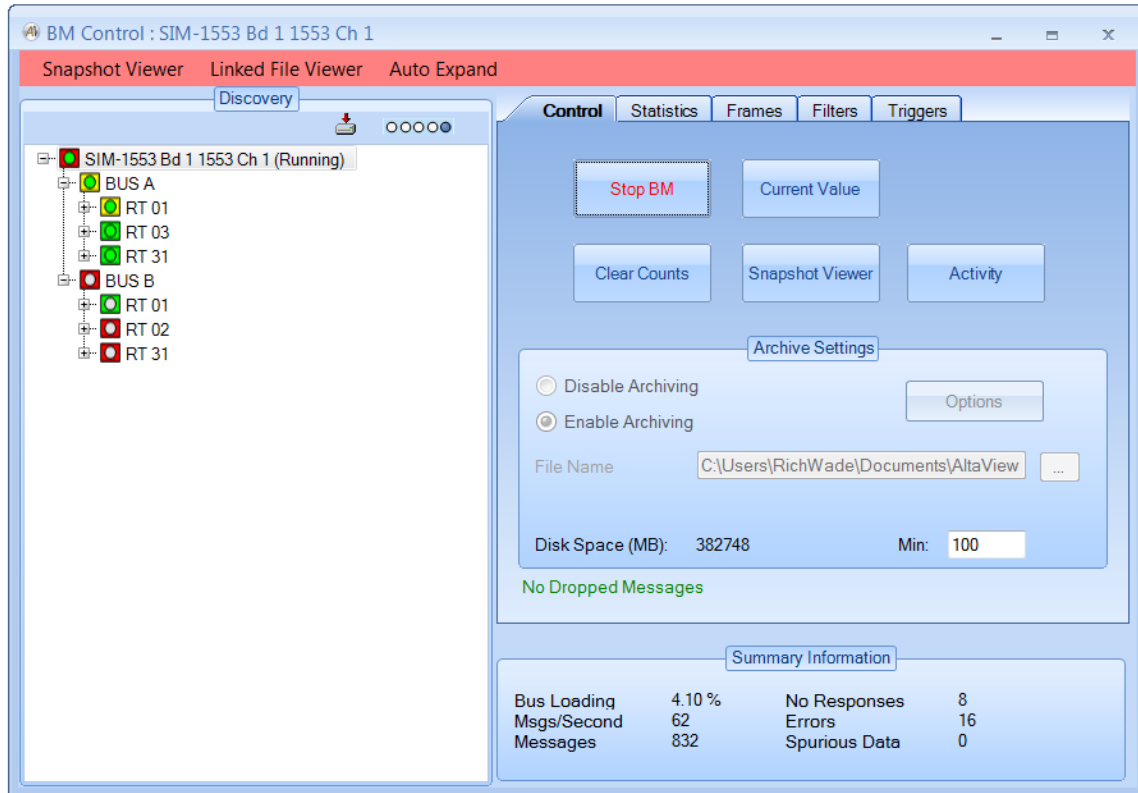 BM Control : SIM-1553 Bd 1 1553 Ch 1
Snapshot Viewer Linked File Viewer Auto Expand
Discovery
SIM-1553 Bd 1 1553 Ch 1 (Running)
BUS A
RT 01
RT 03
RT 31
BUS B
RT 01
RT 02
RT 31
Control Statistics Frames Filters Triggers
Stop BM Current Value
Clear Counts Snapshot Viewer Activity
Archive Settings
Disable Archiving
Options
Enable Archiving
File Name C:\Users\RichWade\Documents\AltaView ...
Disk Space (MB): 382748 Min: 100
No Dropped Messages
Summary Information
Bus Loading 4.10 % No Responses 8
Msgs/Second 62 Errors 16
Messages 832 Spurious Data 0